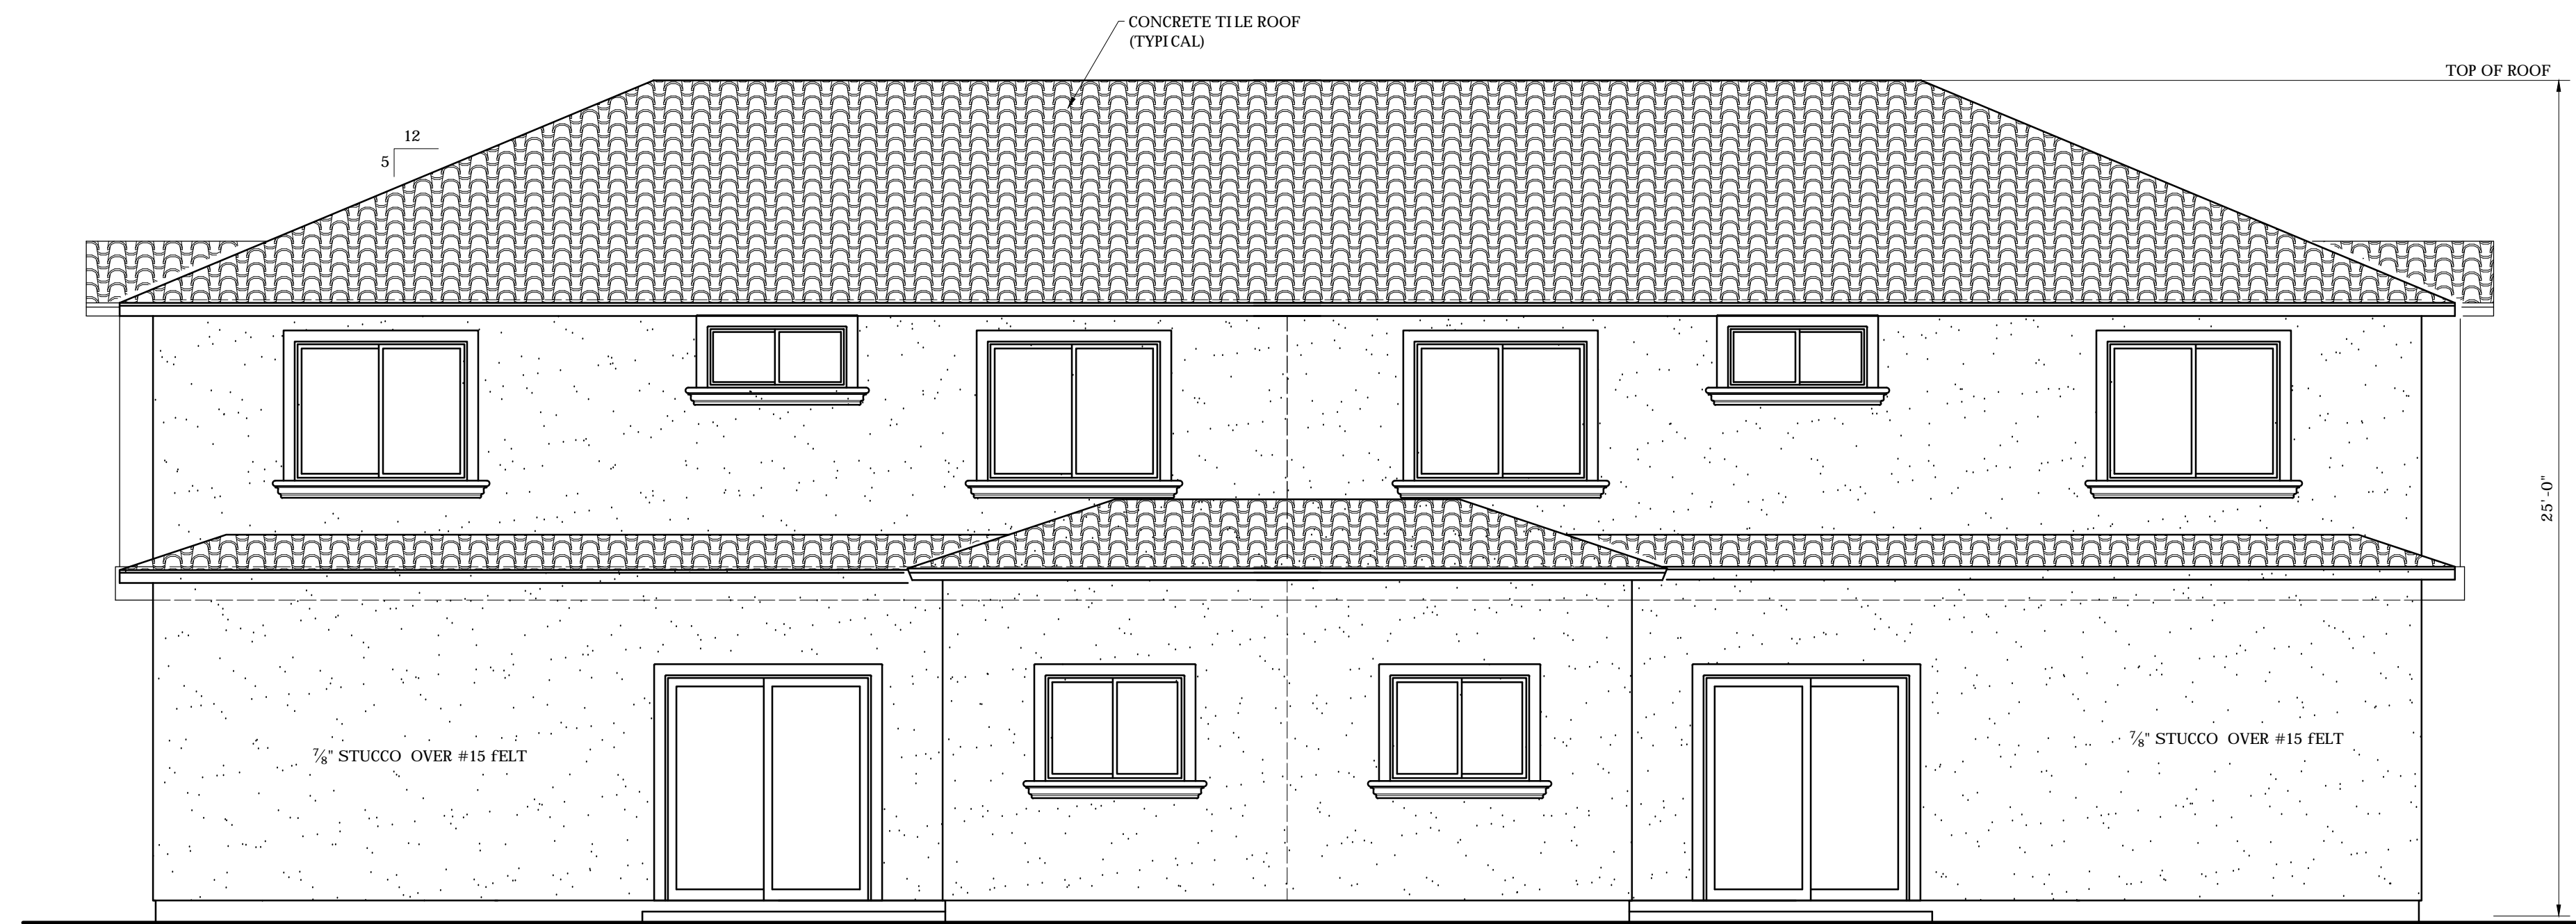 CONCRETE TILE ROOF
(TYPICAL)
TOP OF ROOF
12
5
25'-0"
⅞" STUCCO OVER #15 fELT
⅞" STUCCO OVER #15 fELT